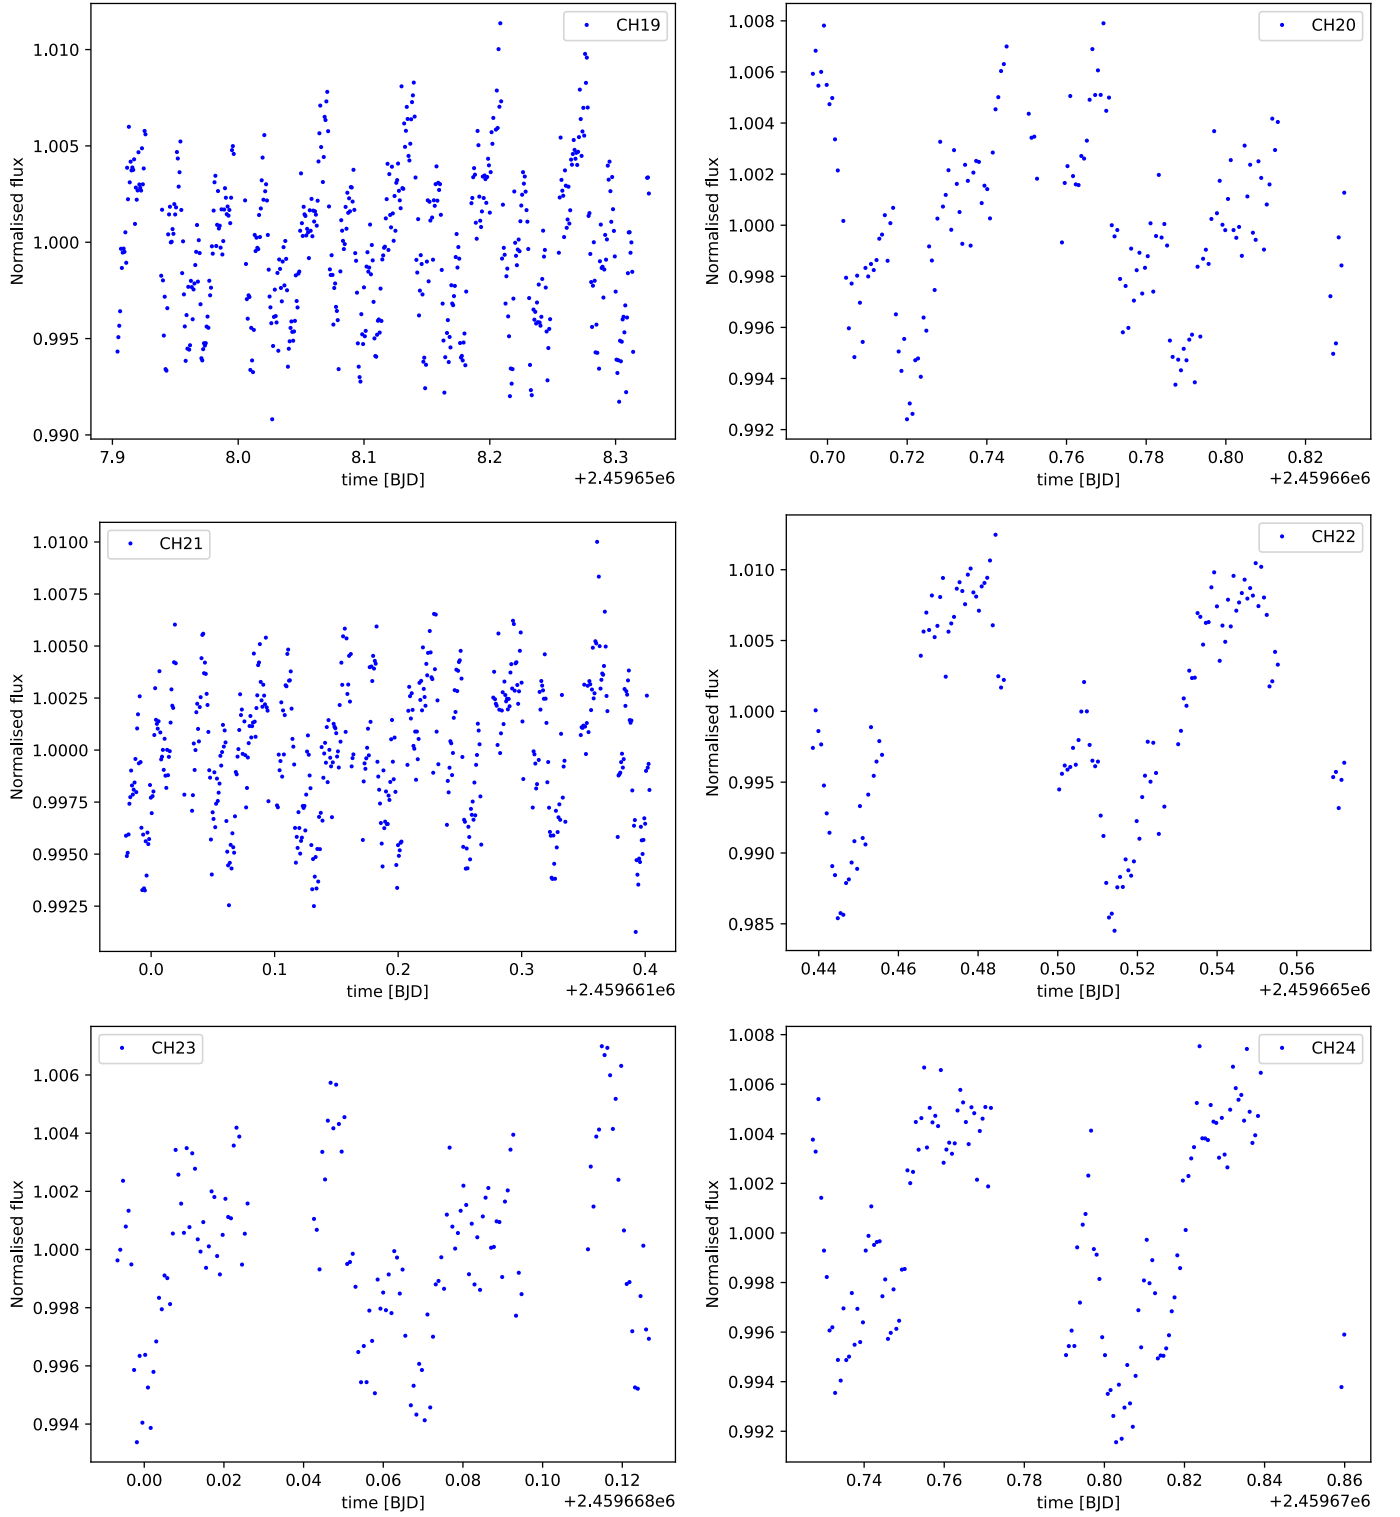 CH19
Normalised flux
1.010
1.005
1.000
0.995
0.990
7.9 8.0 8.1 8.2 8.3
time [BJD]
+2.45965e6
CH20
Normalised flux
1.008
1.006
1.004
1.002
1.000
0.998
0.996
0.994
0.992
0.70 0.72 0.74 0.76 0.78 0.80 0.82
time [BJD]
+2.45966e6
CH21
Normalised flux
1.0100
1.0075
1.0050
1.0025
1.0000
0.9975
0.9950
0.9925
0.0 0.1 0.2 0.3 0.4
time [BJD]
+2.459661e6
CH22
Normalised flux
1.010
1.005
1.000
0.995
0.990
0.985
0.44 0.46 0.48 0.50 0.52 0.54 0.56
time [BJD]
+2.459665e6
CH23
Normalised flux
1.006
1.004
1.002
1.000
0.998
0.996
0.994
0.00 0.02 0.04 0.06 0.08 0.10 0.12
time [BJD]
+2.459668e6
CH24
Normalised flux
1.008
1.006
1.004
1.002
1.000
0.998
0.996
0.994
0.992
0.74 0.76 0.78 0.80 0.82 0.84 0.86
time [BJD]
+2.45967e6